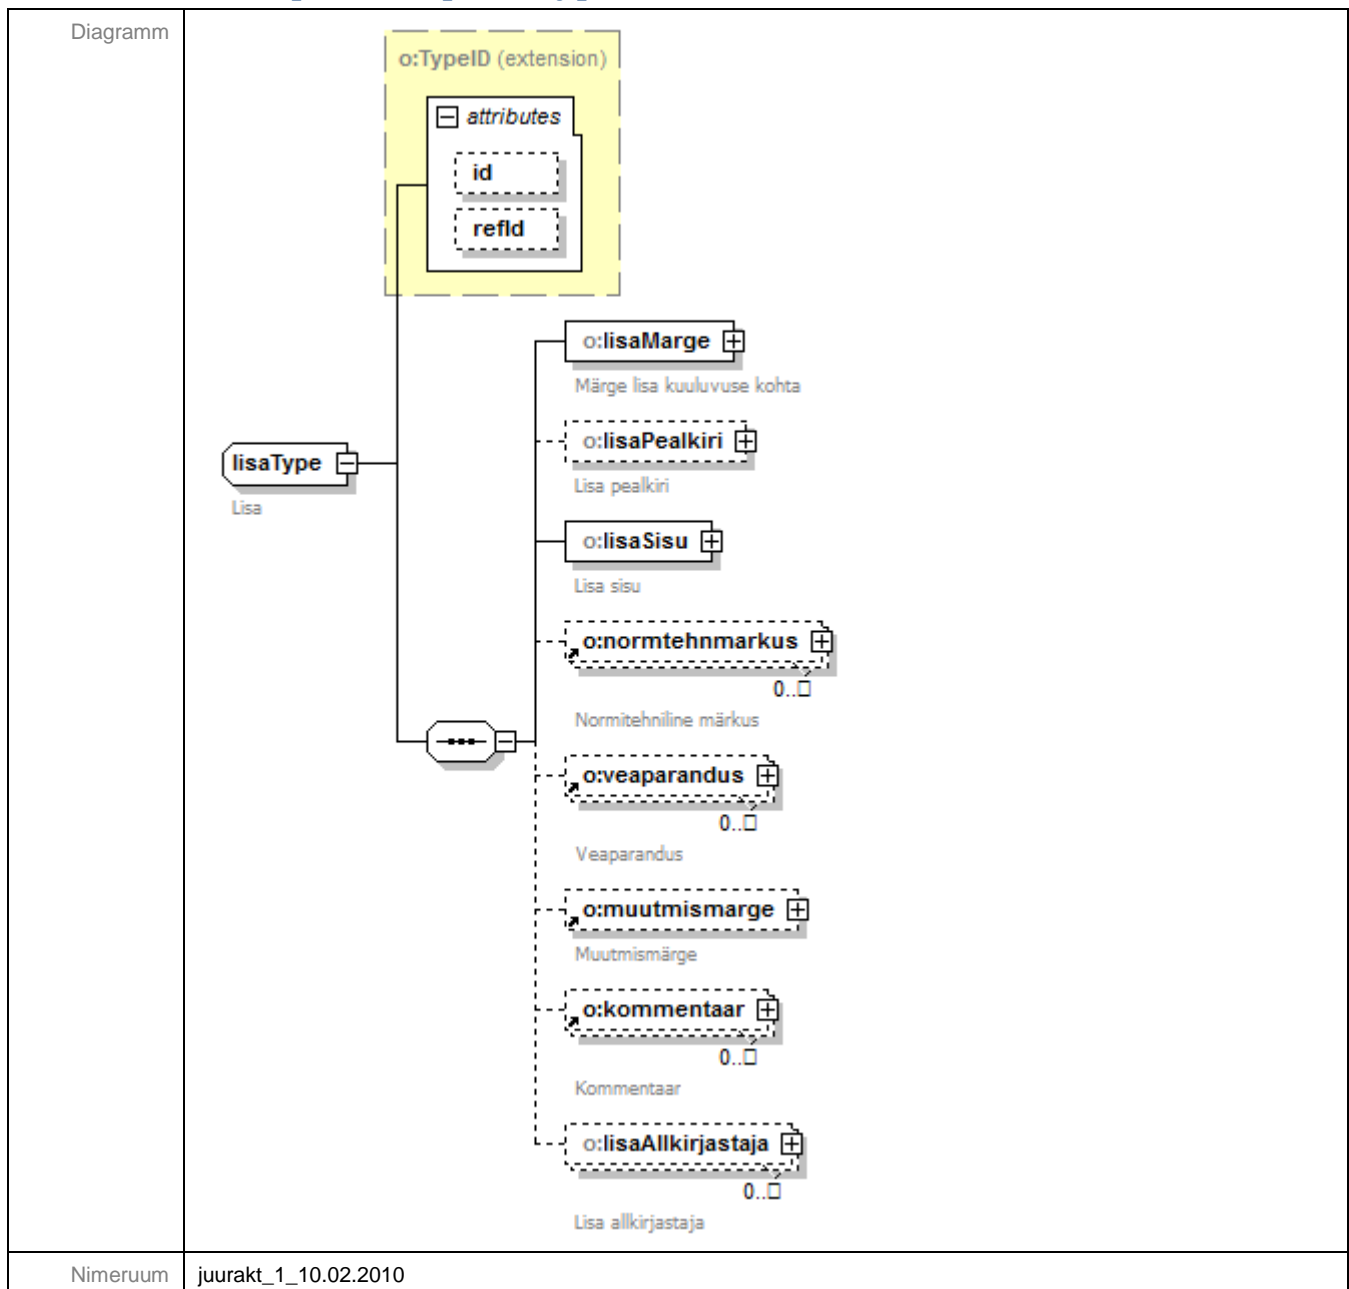 Diagramm
o:TypeID (extension)
attributes
id
refId
o:lisaMarge
Märge lisa kuuluvuse kohta
o:lisaPealkiri
Lisa pealkiri
lisaType
Lisa
o:lisaSisu
Lisa sisu
o:normtehnmarkus
0..□
Normitehniline märkus
o:veaparandus
0..□
Veaparandus
o:muutmismarge
Muutmismärge
o:kommentaar
0..□
Kommentaar
o:lisaAllkirjastaja
0..□
Lisa allkirjastaja
Nimeruum juurakt_1_10.02.2010